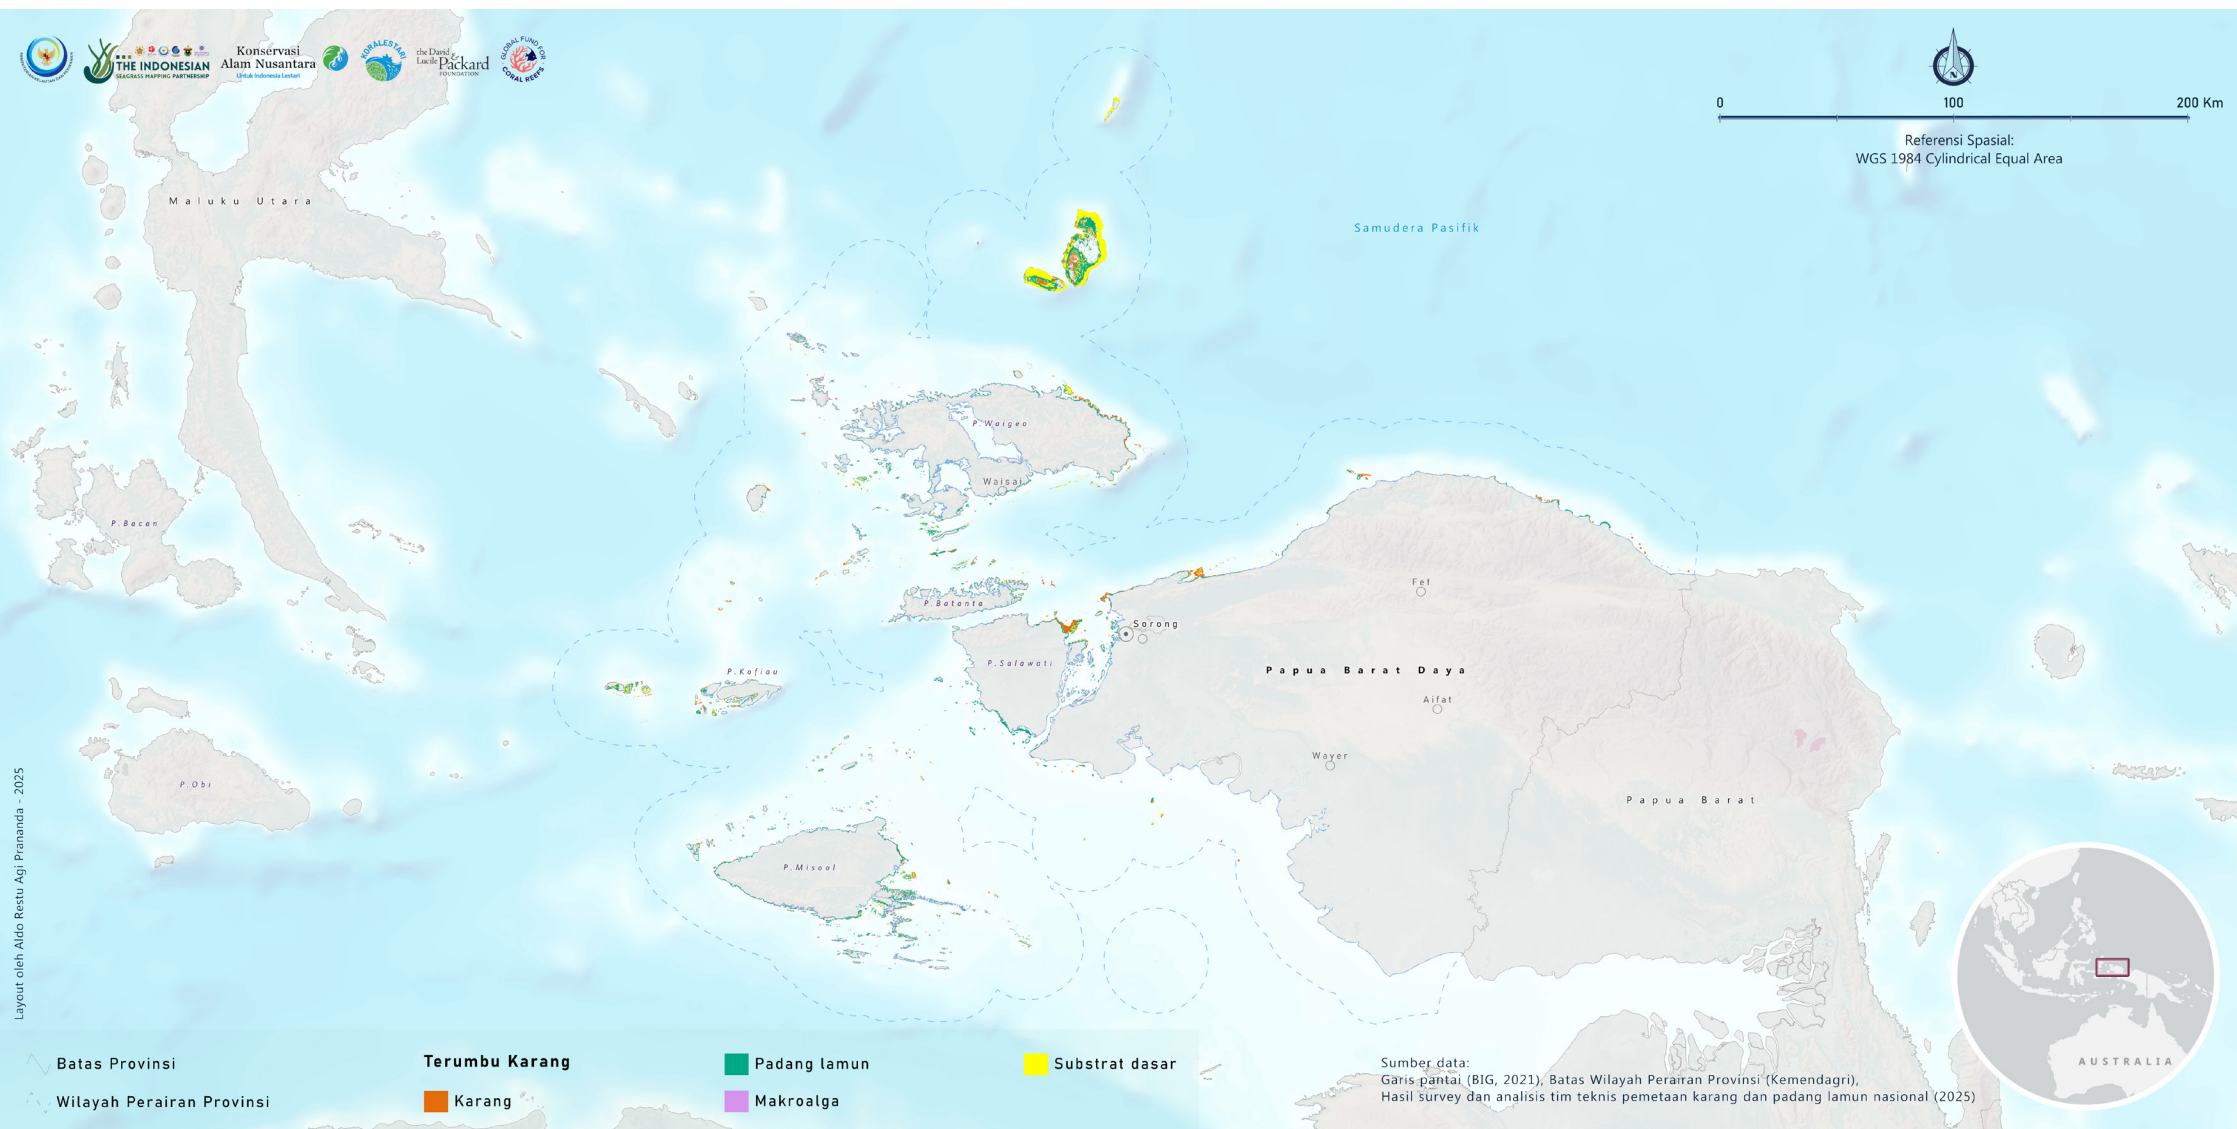 THE INDONESIAN
SEAGRASS MAPPING PARTNERSHIP
Konservasi
Alam Nusantara
Untuk Indonesia Lestari
KORALESTARI
the David &
Lucile Packard
FOUNDATION
GLOBAL FUND FOR
CORAL REEFS
N
0 100 200 Km
Referensi Spasial:
WGS 1984 Cylindrical Equal Area
Maluku Utara
Samudera Pasifik
P.Waigeo
Waisai
P.Bacan
Fef
P.Batanta
Sorong
P.Salawati
P.Kofiau
Papua Barat Daya
Aifat
Wayer
P.Obi
Papua Barat
P.Misool
Layout oleh Aldo Restu Agi Prananda - 2025
AUSTRALIA
Batas Provinsi
Wilayah Perairan Provinsi
Terumbu Karang
Karang
Padang lamun
Makroalga
Substrat dasar
Sumber data:
Garis pantai (BIG, 2021), Batas Wilayah Perairan Provinsi (Kemendagri),
Hasil survey dan analisis tim teknis pemetaan karang dan padang lamun nasional (2025)